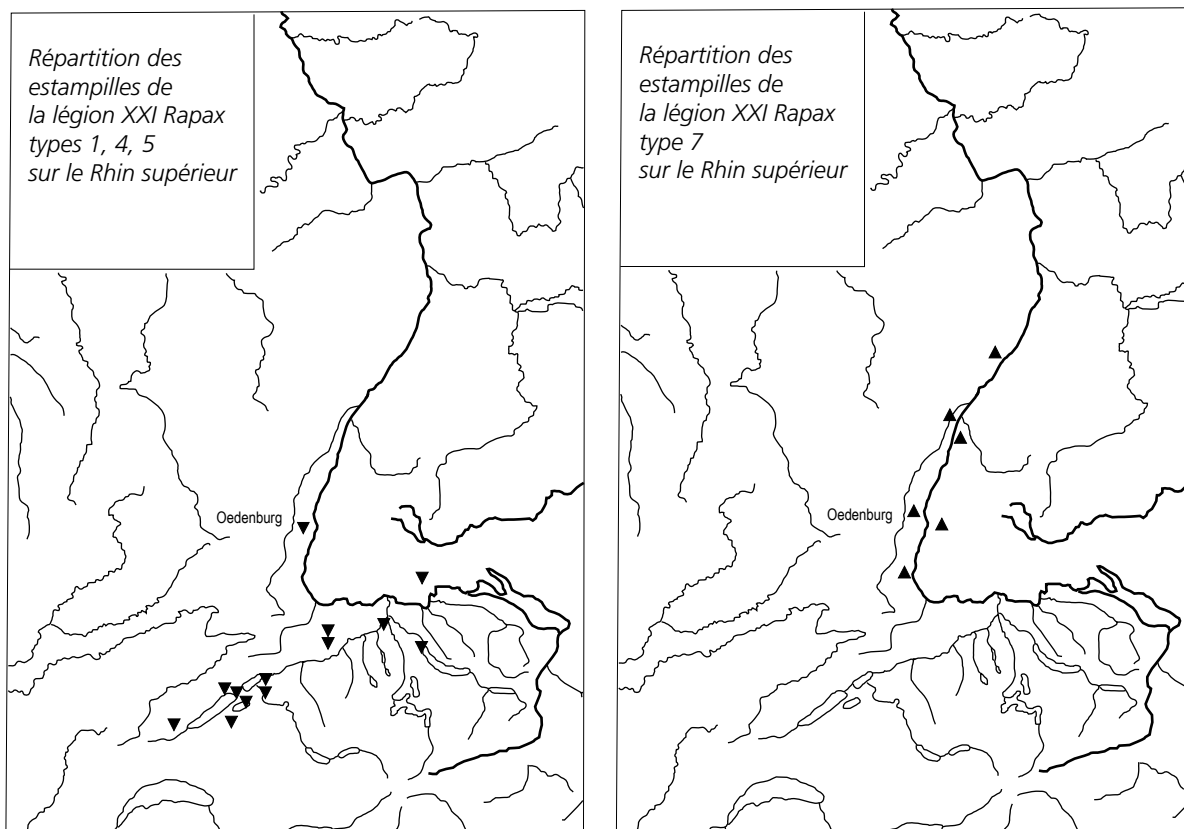 Répartition des
estampilles de
la légion XXI Rapax
types 1, 4, 5
sur le Rhin supérieur
Oedenburg
Répartition des
estampilles de
la légion XXI Rapax
type 7
sur le Rhin supérieur
Oedenburg